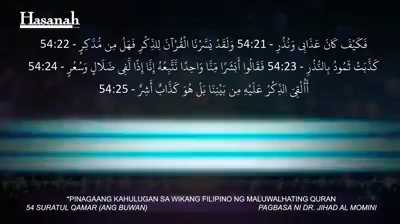 Hasanah
فَكَيْفَ كَانَ عَذَابِي وَنُذُرِ - 54:21 وَلَقَدْ يَسَّرْنَا الْقُرْآنَ لِلذِّكْرِ فَهَلْ مِن مُّدَّكِرٍ - 54:22
كَذَّبَتْ ثَمُودُ بِالنُّذُرِ - 54:23 فَقَالُوا أَبَشَرًا مِّنَّا وَاحِدًا نَّتَّبِعُهُ إِنَّا إِذًا لَّفِي ضَلَالٍ وَسُعُرٍ - 54:24
أَأُلْقِيَ الذِّكْرُ عَلَيْهِ مِن بَيْنِنَا بَلْ هُوَ كَذَّابٌ أَشِرٌ - 54:25
*PINAGAANG KAHULUGAN SA WIKANG FILIPINO NG MALUWALHATING QURAN
54 SURATUL QAMAR (ANG BUWAN) PAGBASA NI DR. JIHAD AL MOMINI